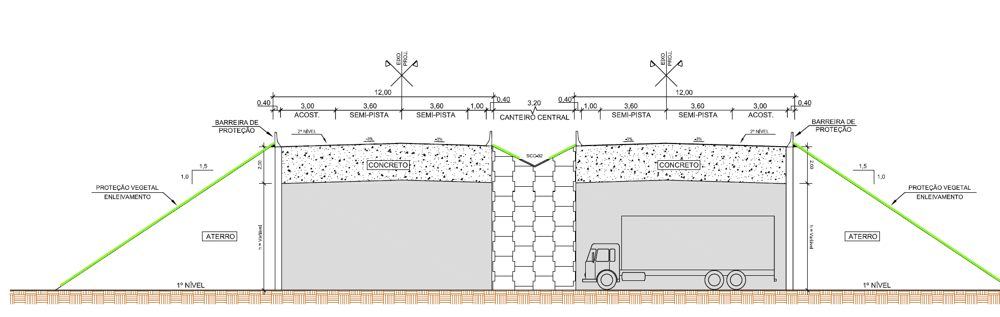 EIXO
PROJ.
EIXO
PROJ.
12,00
12,00
0,40
3,00
3,60
3,60
1,00
0,40
3,20
0,40
1,00
3,60
3,60
3,00
0,40
ACOST.
SEMI-PISTA
SEMI-PISTA
CANTEIRO CENTRAL
SEMI-PISTA
SEMI-PISTA
ACOST.
BARREIRA DE
PROTEÇÃO
BARREIRA DE
PROTEÇÃO
2º NÍVEL
-3%
-3%
-3%
-3%
2º NÍVEL
SCC-02
2,00
CONCRETO
CONCRETO
2,00
1,5
1,0
1,5
1,0
PROTEÇÃO VEGETAL
ENLEIVAMENTO
PROTEÇÃO VEGETAL
ENLEIVAMENTO
ATERRO
h = Variável
h = Variável
ATERRO
1º NÍVEL
1º NÍVEL